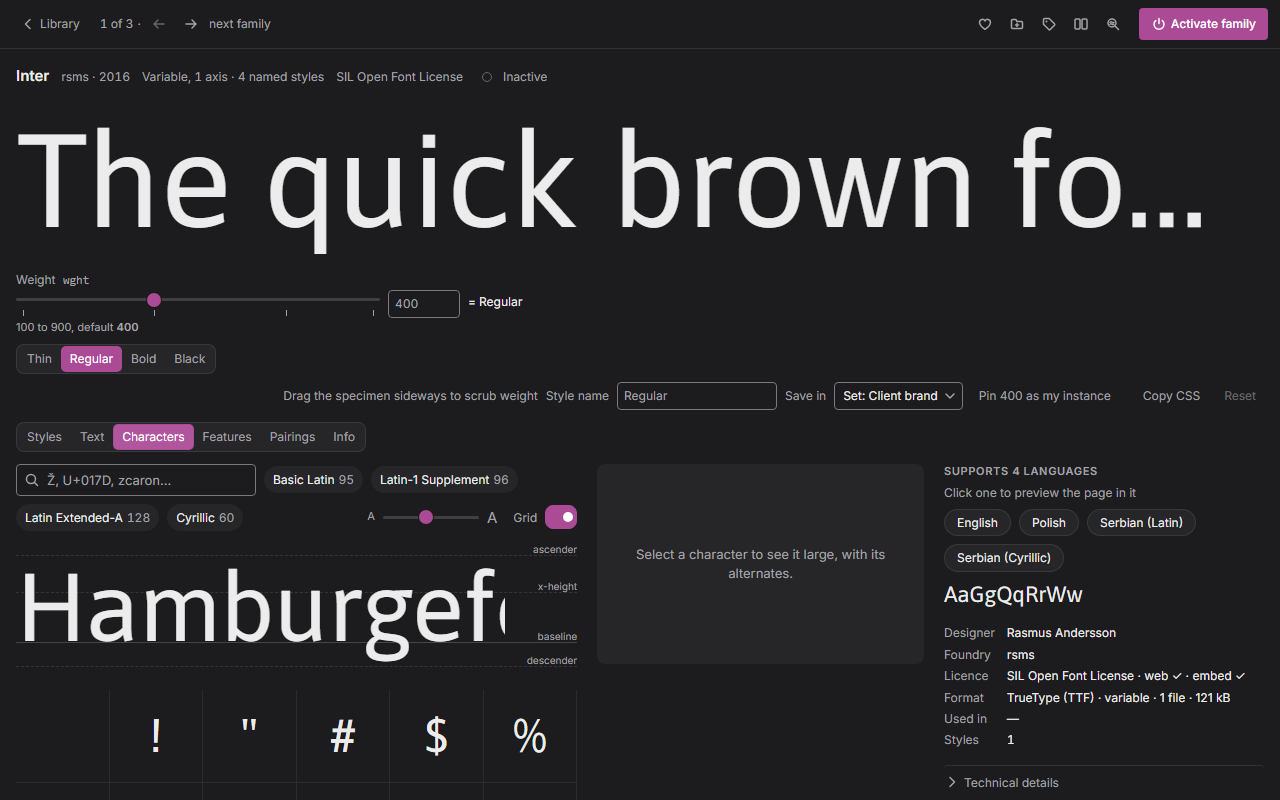 Library 1 of 3 · next family Activate family
Inter rsms · 2016 Variable, 1 axis · 4 named styles SIL Open Font License Inactive
The quick brown fo...
Weight wght
400 = Regular
100 to 900, default 400
Thin Regular Bold Black
Drag the specimen sideways to scrub weight Style name Regular Save in Set: Client brand Pin 400 as my instance Copy CSS Reset
Styles Text Characters Features Pairings Info
Ž, U+017D, zcaron... Basic Latin 95 Latin-1 Supplement 96
Latin Extended-A 128 Cyrillic 60 A A Grid
ascender
x-height
Hamburgef
baseline
descender
! " # $ %
Select a character to see it large, with its
alternates.
SUPPORTS 4 LANGUAGES
Click one to preview the page in it
English Polish Serbian (Latin)
Serbian (Cyrillic)
AaGgQqRrWw
Designer Rasmus Andersson
Foundry rsms
Licence SIL Open Font License · web ✓ · embed ✓
Format TrueType (TTF) · variable · 1 file · 121 kB
Used in —
Styles 1
Technical details